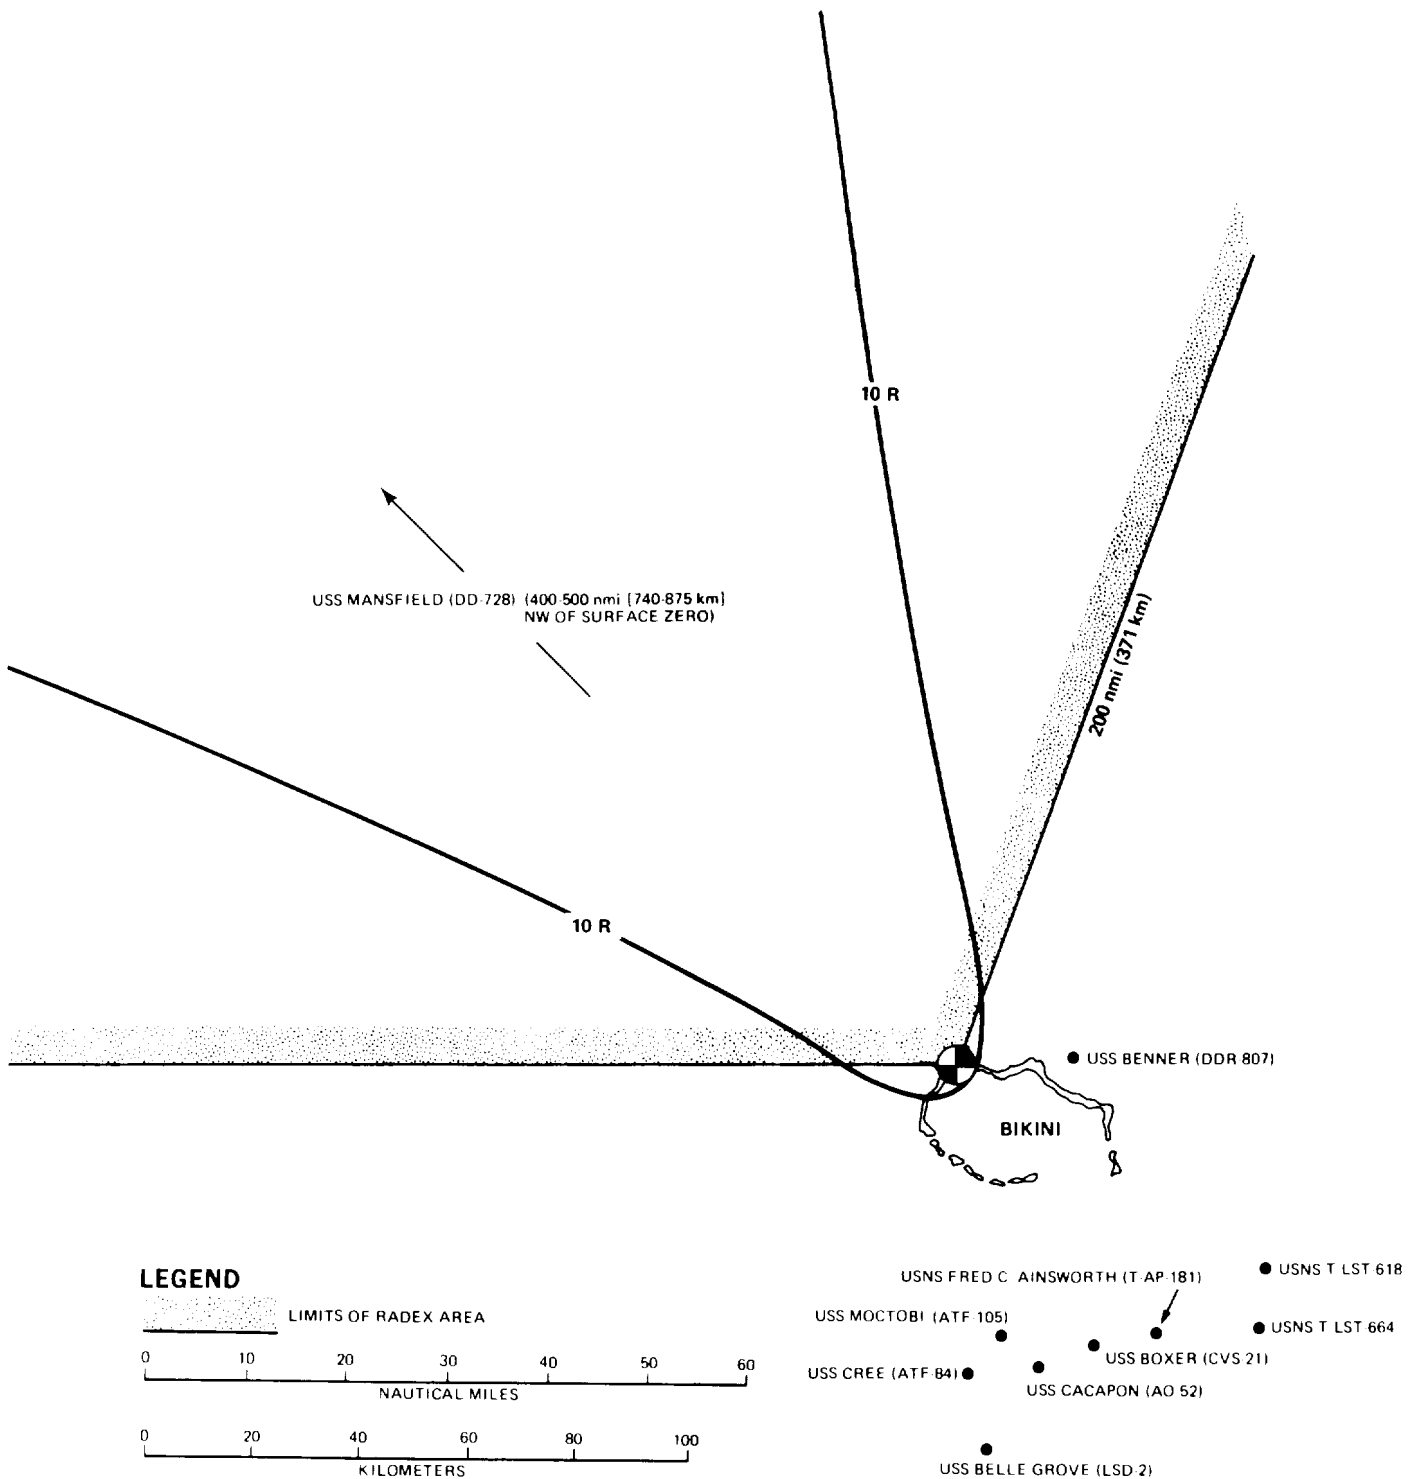 10 R
USS MANSFIELD (DD-728) (400-500 nmi [740-875 km]
NW OF SURFACE ZERO)
200 nmi (371 km)
10 R
USS BENNER (DDR 807)
BIKINI
LEGEND
LIMITS OF RADEX AREA
0 10 20 30 40 50 60
NAUTICAL MILES
0 20 40 60 80 100
KILOMETERS
USNS FRED C AINSWORTH (T-AP-181)
USNS T LST-618
USS MOCTOBI (ATF-105)
USNS T LST-664
USS BOXER (CVS-21)
USS CREE (ATF-84)
USS CACAPON (AO 52)
USS BELLE GROVE (LSD-2)